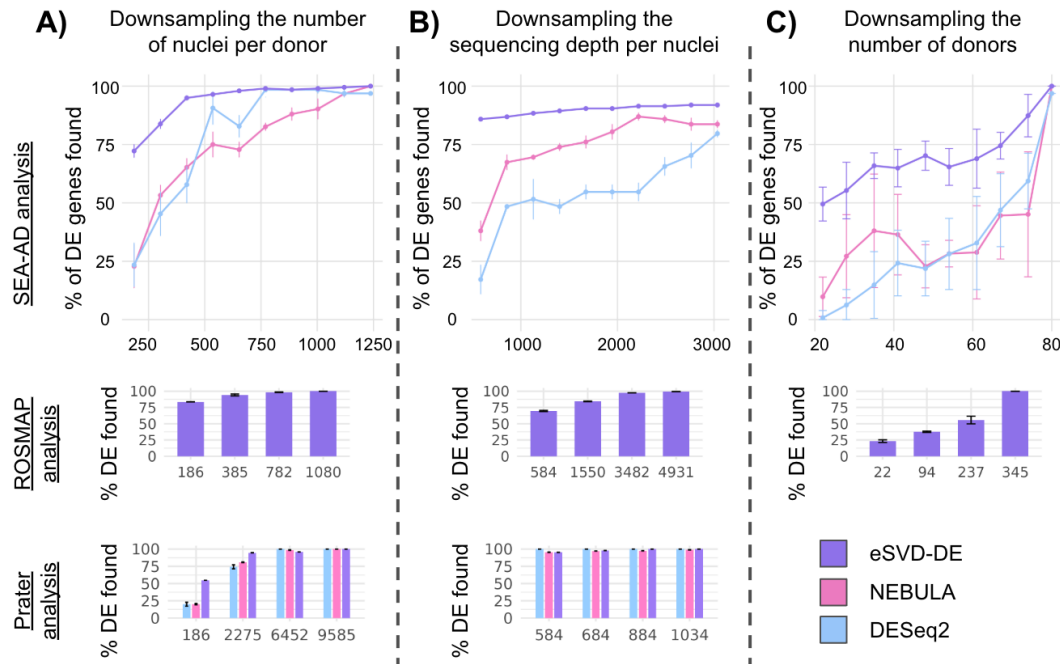 A)
Downsampling the number
of nuclei per donor
B)
Downsampling the
sequencing depth per nuclei
C)
Downsampling the
number of donors
SEA-AD analysis
% of DE genes found
100
75
50
25
0
250
500
750
1000
1250
% of DE genes found
100
75
50
25
0
1000
2000
3000
% of DE genes found
100
75
50
25
0
20
40
60
80
ROSMAP
analysis
% DE found
100
75
50
25
0
186
385
782
1080
% DE found
100
75
50
25
0
584
1550
3482
4931
% DE found
100
75
50
25
0
22
94
237
345
Prater
analysis
% DE found
100
75
50
25
0
186
2275
6452
9585
% DE found
100
75
50
25
0
584
684
884
1034
eSVD-DE
NEBULA
DESeq2